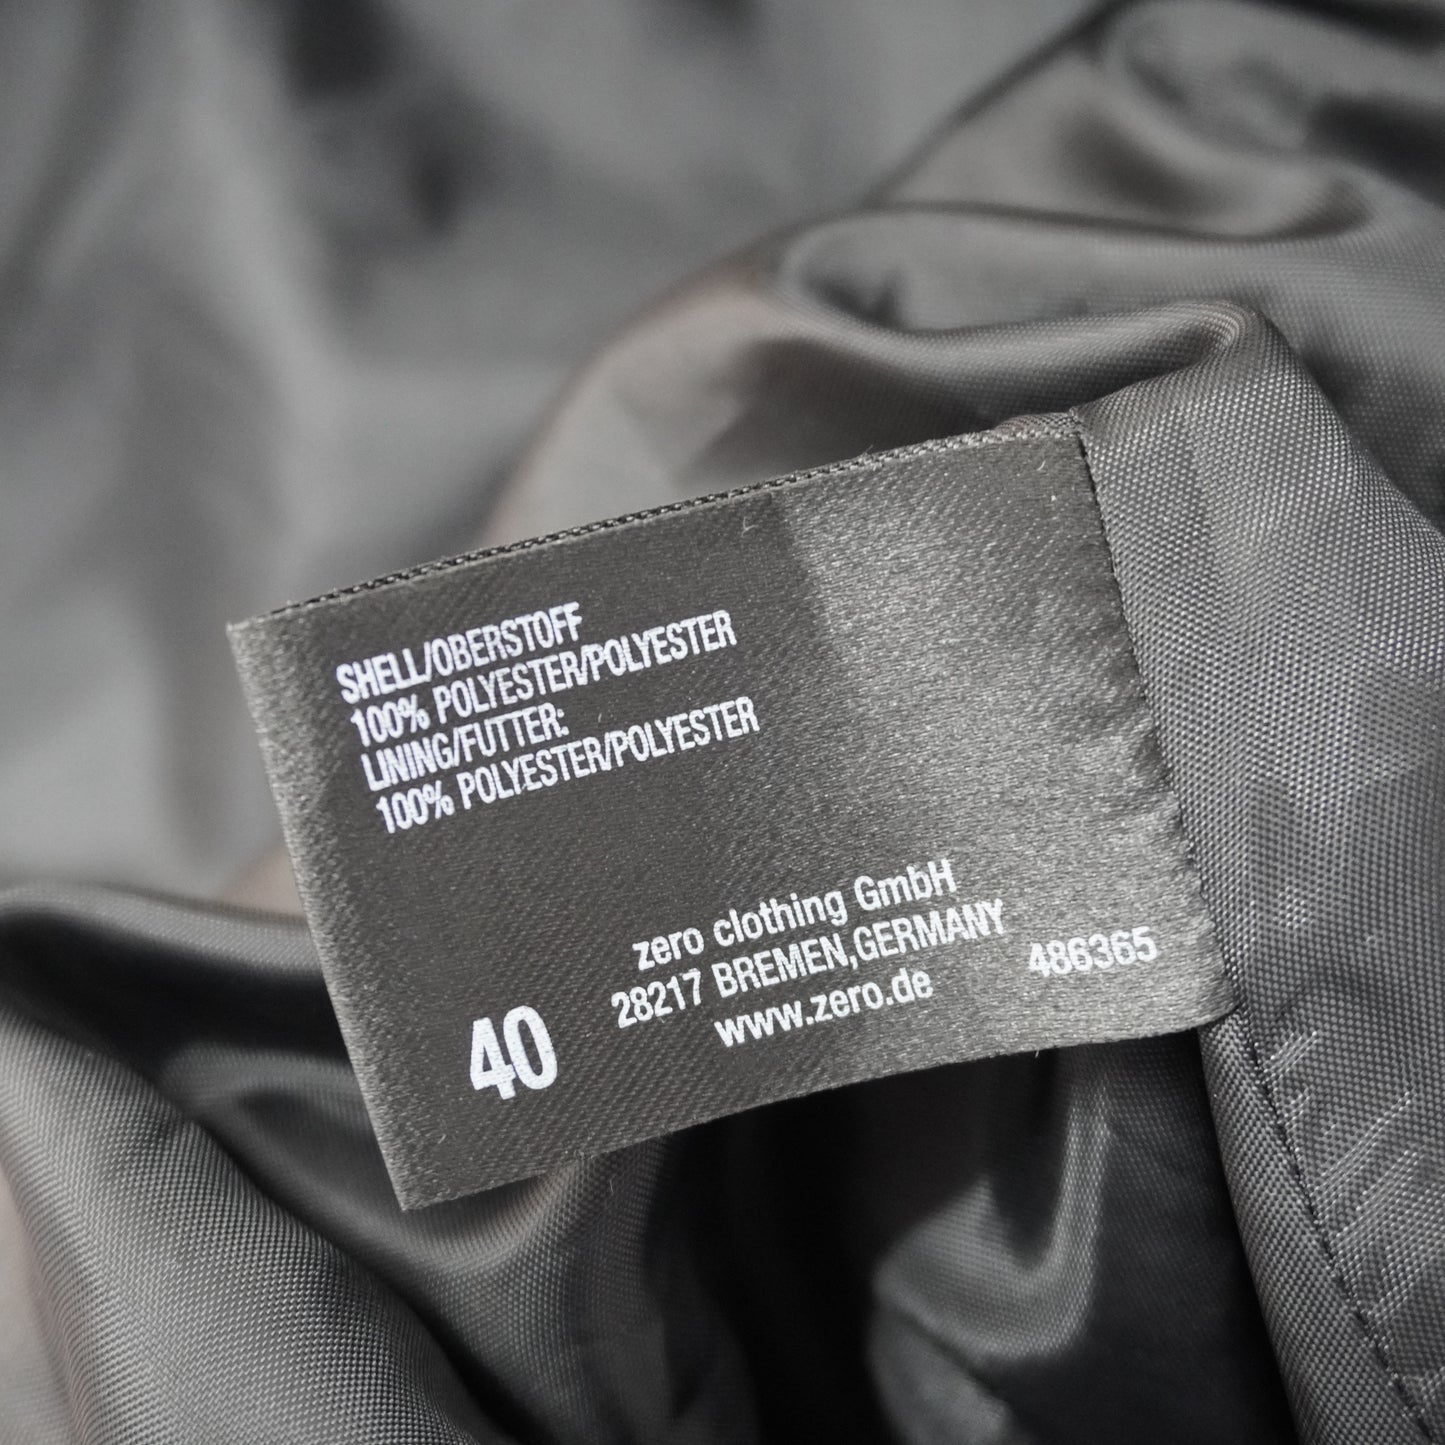 SHELL/OBERSTOFF
100% POLYESTER/POLYESTER
LINING/FUTTER:
100% POLYESTER/POLYESTER
zero clothing GmbH
28217 BREMEN,GERMANY
www.zero.de
486365
40